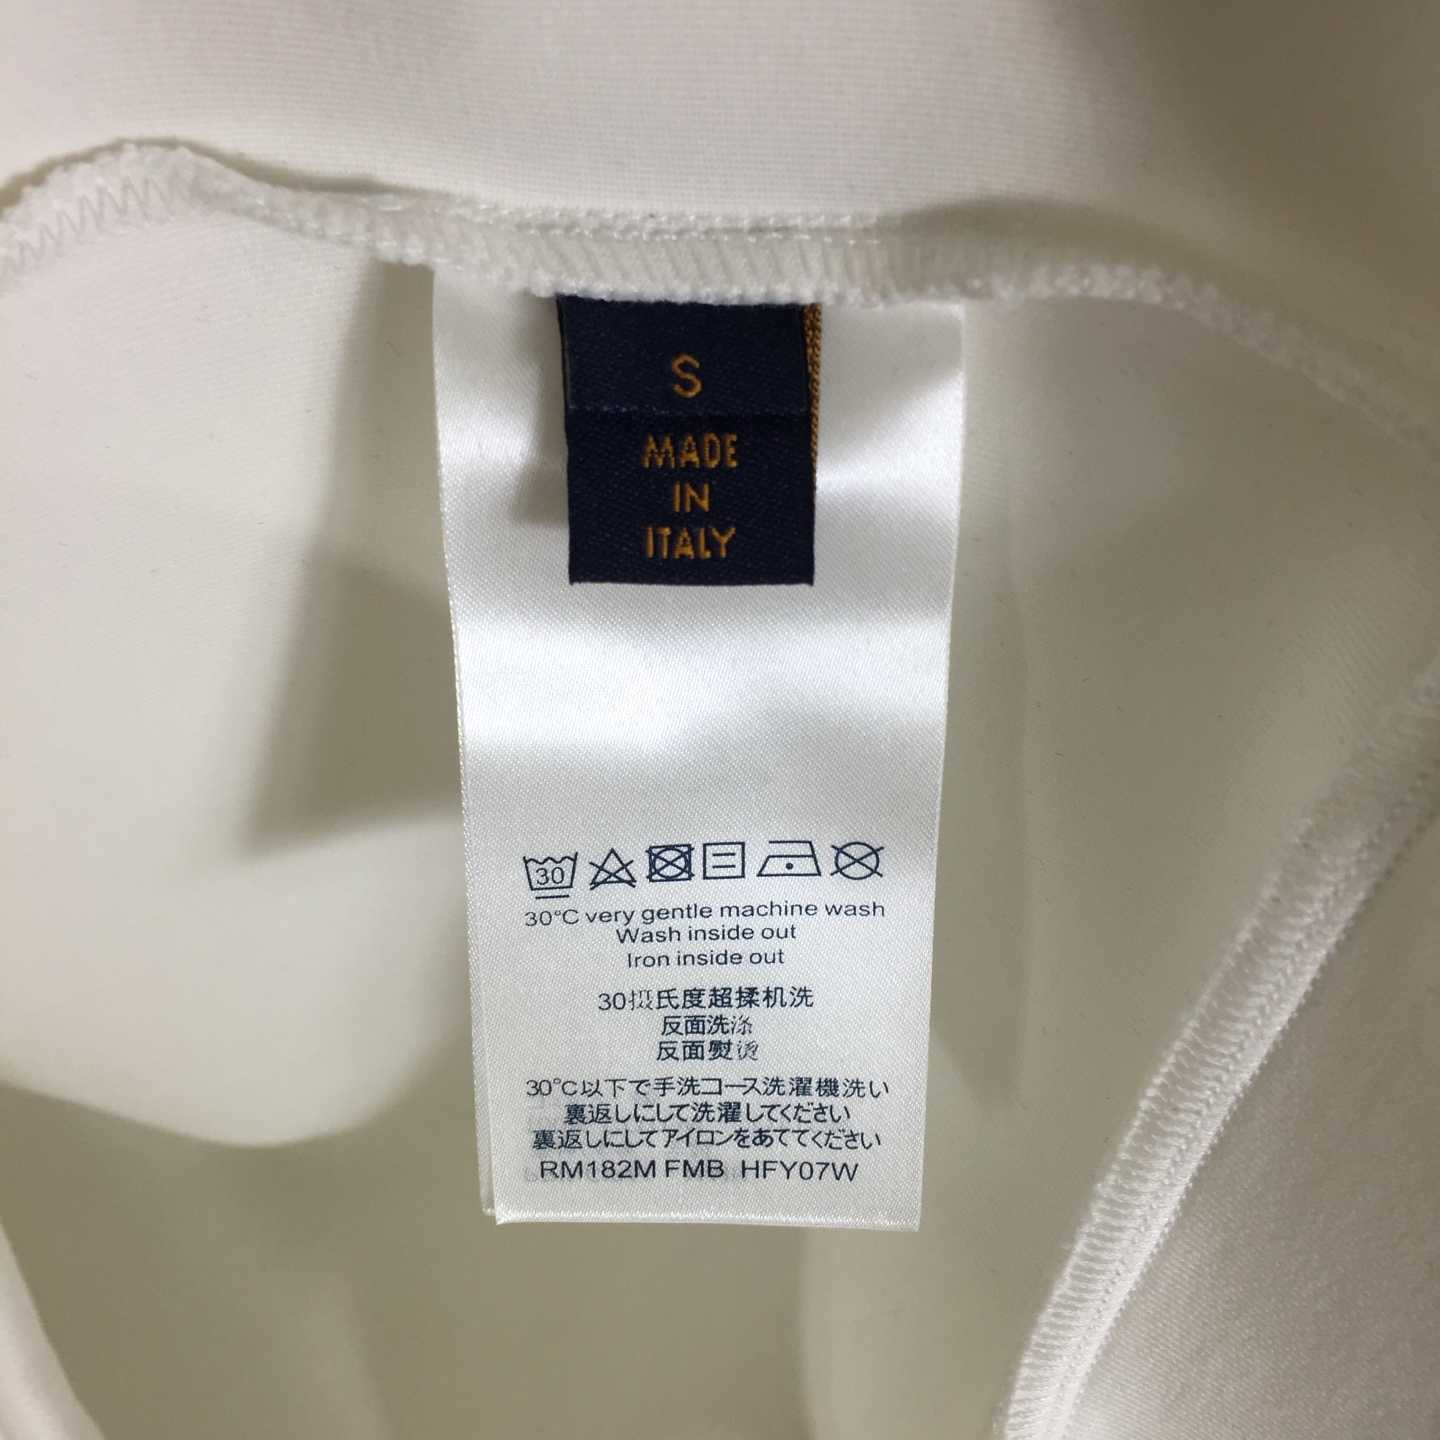 S
MADE
IN
ITALY
30
30°C very gentle machine wash
Wash inside out
Iron inside out
30摄氏度超揉机洗
反面洗涤
反面熨烫
30°C以下で手洗コース洗濯機洗い
裏返しにして洗濯してください
裏返しにしてアイロンをあててください
RM182M FMB HFY07W